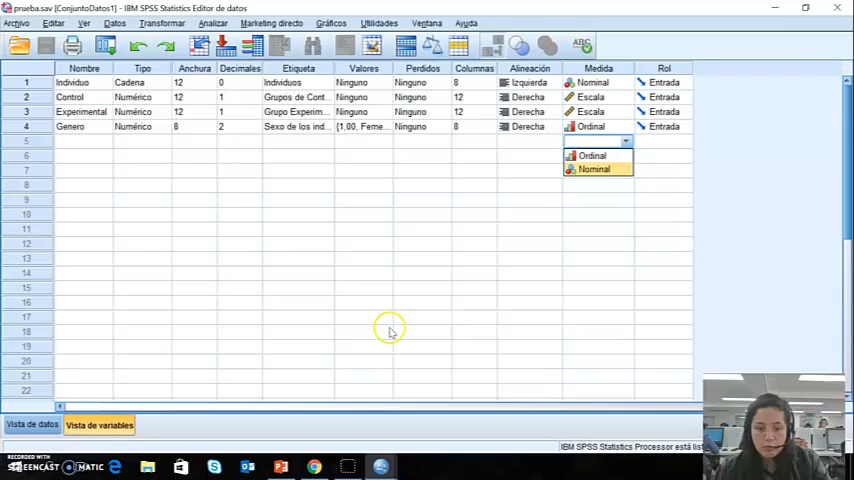 prueba.sav [ConjuntoDatos1] - IBM SPSS Statistics Editor de datos
Archivo Editar Ver Datos Transformar Analizar Marketing directo Gráficos Utilidades Ventana Ayuda
ABC
Nombre Tipo Anchura Decimales Etiqueta Valores Perdidos Columnas Alineación Medida Rol
1 Individuo Cadena 12 0 Individuos Ninguno Ninguno 8 Izquierda Nominal Entrada
2 Control Numérico 12 1 Grupos de Cont... Ninguno Ninguno 12 Derecha Escala Entrada
3 Experimental Numérico 12 1 Grupo Experim... Ninguno Ninguno 12 Derecha Escala Entrada
4 Genero Numérico 8 2 Sexo de los ind... {1,00, Feme... Ninguno 8 Derecha Ordinal Entrada
5
6 Ordinal
7 Nominal
8
9
10
11
12
13
14
15
16
17
18
19
20
21
22
Vista de datos Vista de variables
IBM SPSS Statistics Processor está list
RECORDED WITH
SCREENCAST MATIC